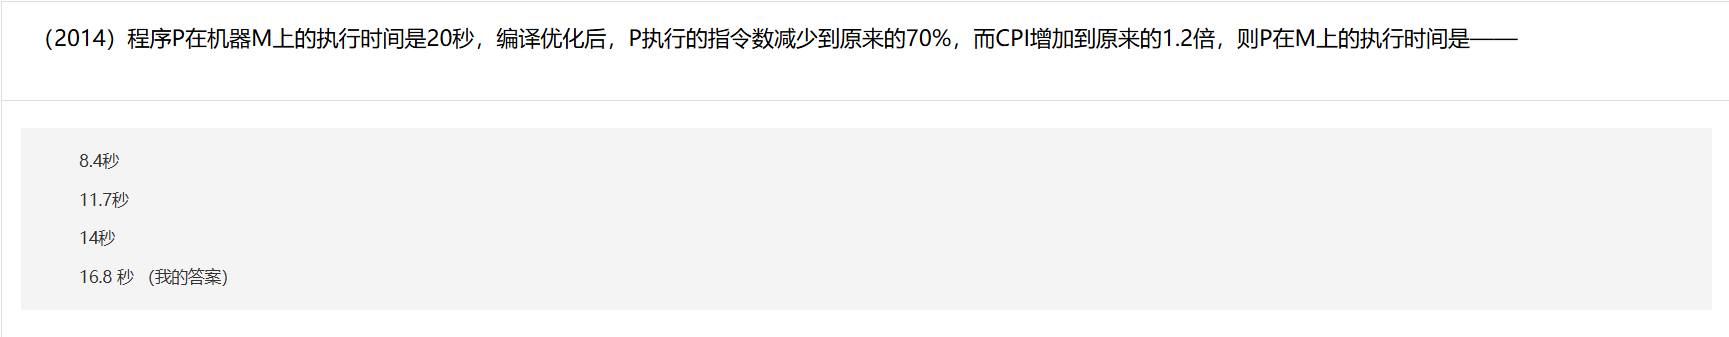 （2014）程序P在机器M上的执行时间是20秒，编译优化后，P执行的指令数减少到原来的70%，而CPI增加到原来的1.2倍，则P在M上的执行时间是——
8.4秒
11.7秒
14秒
16.8 秒 （我的答案）